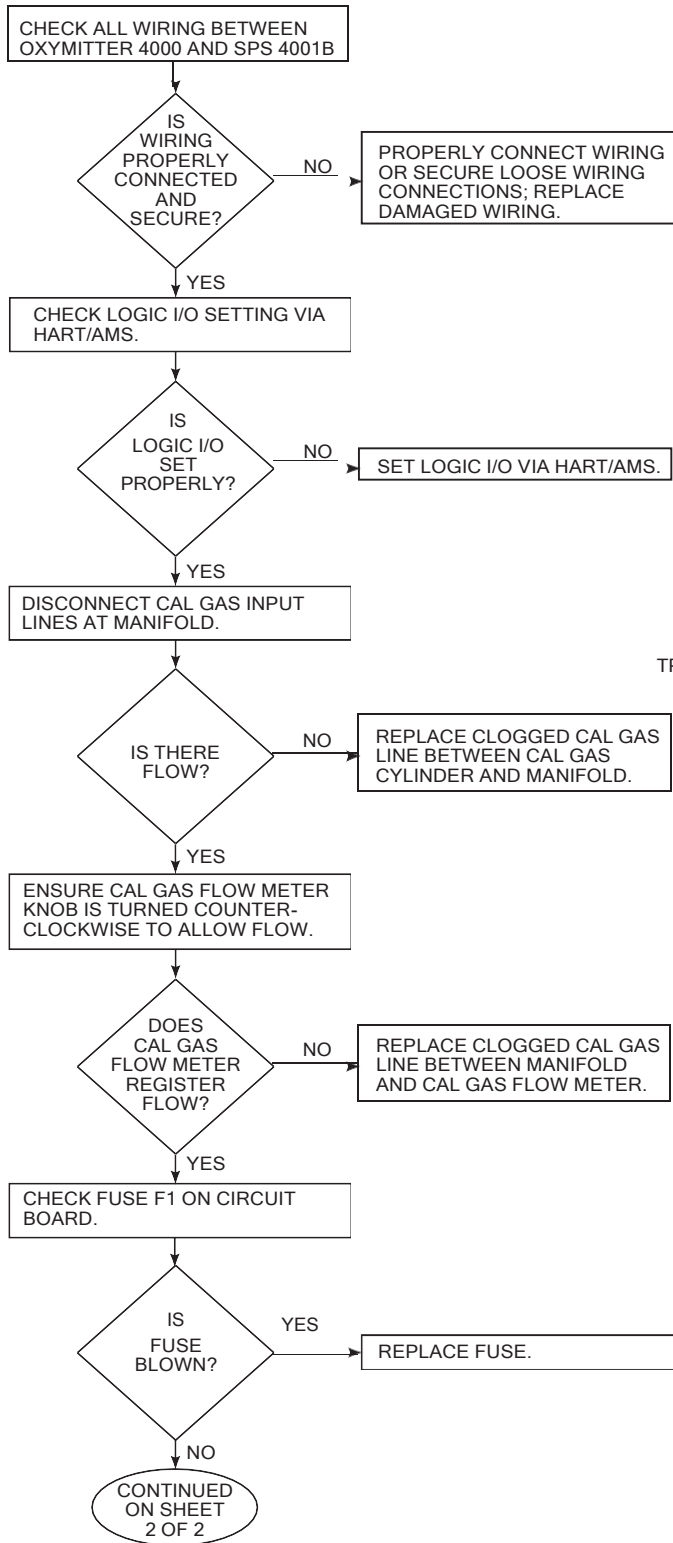 CHECK ALL WIRING BETWEEN
OXYMITTER 4000 AND SPS 4001B
IS
WIRING
PROPERLY
CONNECTED
AND
SECURE?
NO
PROPERLY CONNECT WIRING
OR SECURE LOOSE WIRING
CONNECTIONS; REPLACE
DAMAGED WIRING.
YES
CHECK LOGIC I/O SETTING VIA
HART/AMS.
IS
LOGIC I/O
SET
PROPERLY?
NO
SET LOGIC I/O VIA HART/AMS.
YES
DISCONNECT CAL GAS INPUT
LINES AT MANIFOLD.
IS THERE
FLOW?
NO
REPLACE CLOGGED CAL GAS
LINE BETWEEN CAL GAS
CYLINDER AND MANIFOLD.
YES
ENSURE CAL GAS FLOW METER
KNOB IS TURNED COUNTER-
CLOCKWISE TO ALLOW FLOW.
DOES
CAL GAS
FLOW METER
REGISTER
FLOW?
NO
REPLACE CLOGGED CAL GAS
LINE BETWEEN MANIFOLD
AND CAL GAS FLOW METER.
YES
CHECK FUSE F1 ON CIRCUIT
BOARD.
IS
FUSE
BLOWN?
YES
REPLACE FUSE.
NO
CONTINUED
ON SHEET
2 OF 2